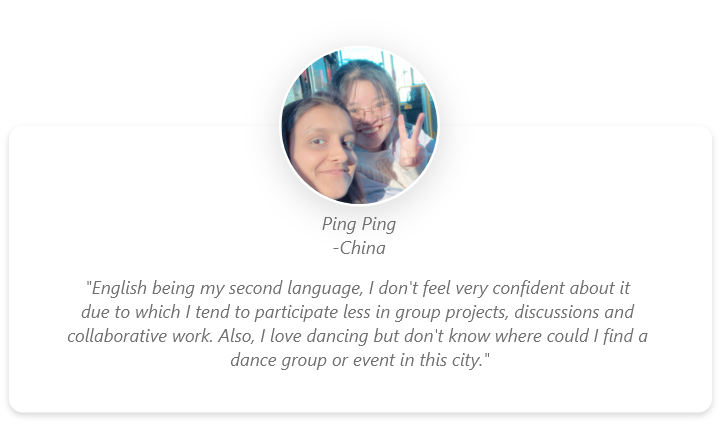 Ping Ping
-China
"English being my second language, I don't feel very confident about it
due to which I tend to participate less in group projects, discussions and
collaborative work. Also, I love dancing but don't know where could I find a
dance group or event in this city."